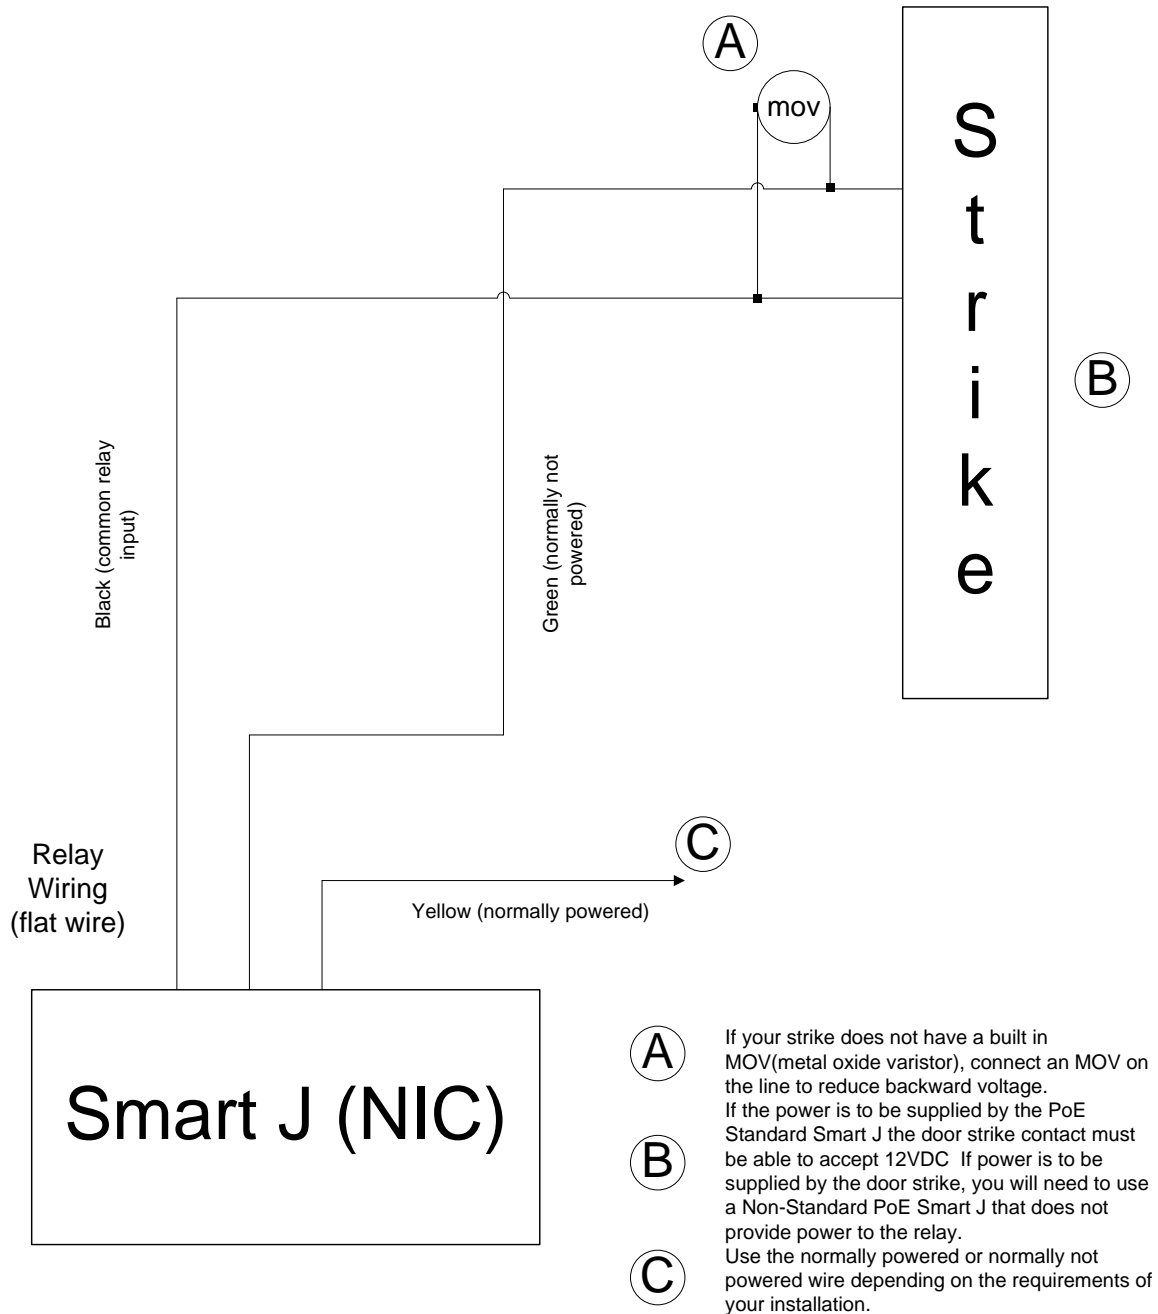 A
mov
Strike
B
Black (common relay
input)
Green (normally not
powered)
C
Relay
Wiring
(flat wire)
Yellow (normally powered)
Smart J (NIC)
A
If your strike does not have a built in
MOV(metal oxide varistor), connect an MOV on
the line to reduce backward voltage.
B
If the power is to be supplied by the PoE
Standard Smart J the door strike contact must
be able to accept 12VDC  If power is to be
supplied by the door strike, you will need to use
a Non-Standard PoE Smart J that does not
provide power to the relay.
C
Use the normally powered or normally not
powered wire depending on the requirements of
your installation.